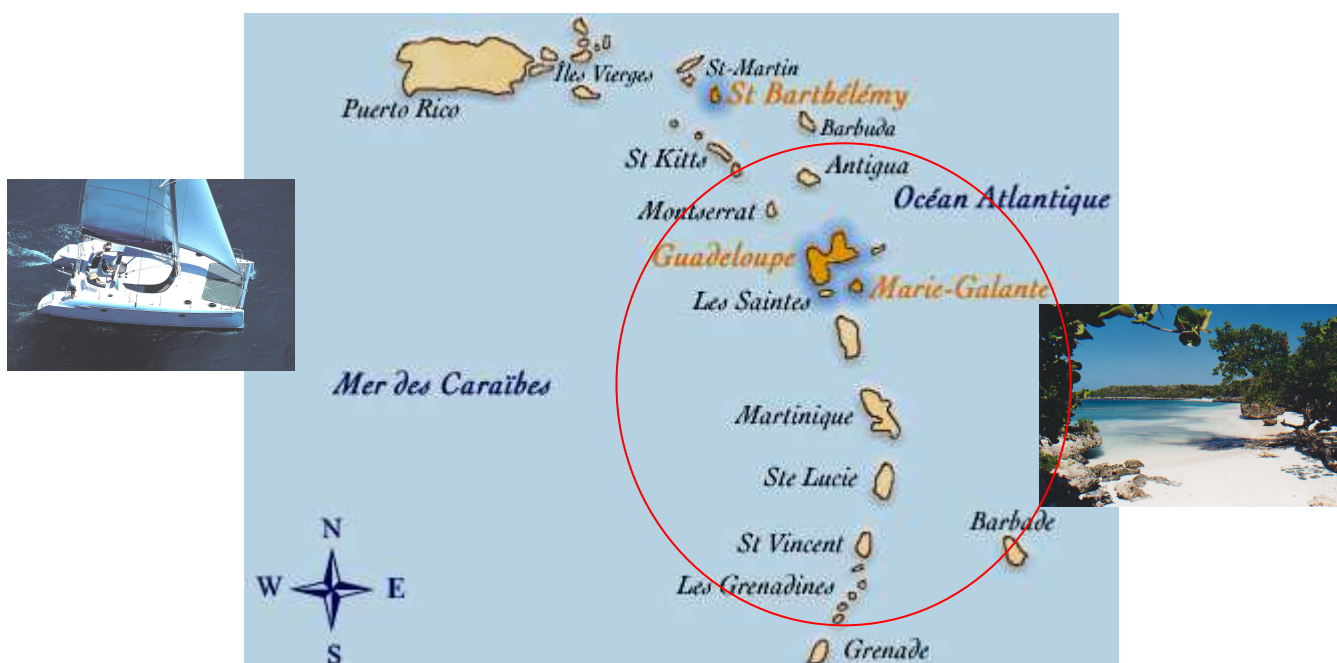 St-Martin
Îles Vierges
St Barthélémy
Puerto Rico
Barbuda
St Kitts
Antigua
Océan Atlantique
Montserrat
Guadeloupe
Marie-Galante
Les Saintes
Mer des Caraïbes
Martinique
Ste Lucie
Barbade
N
St Vincent
W
E
Les Grenadines
S
Grenade